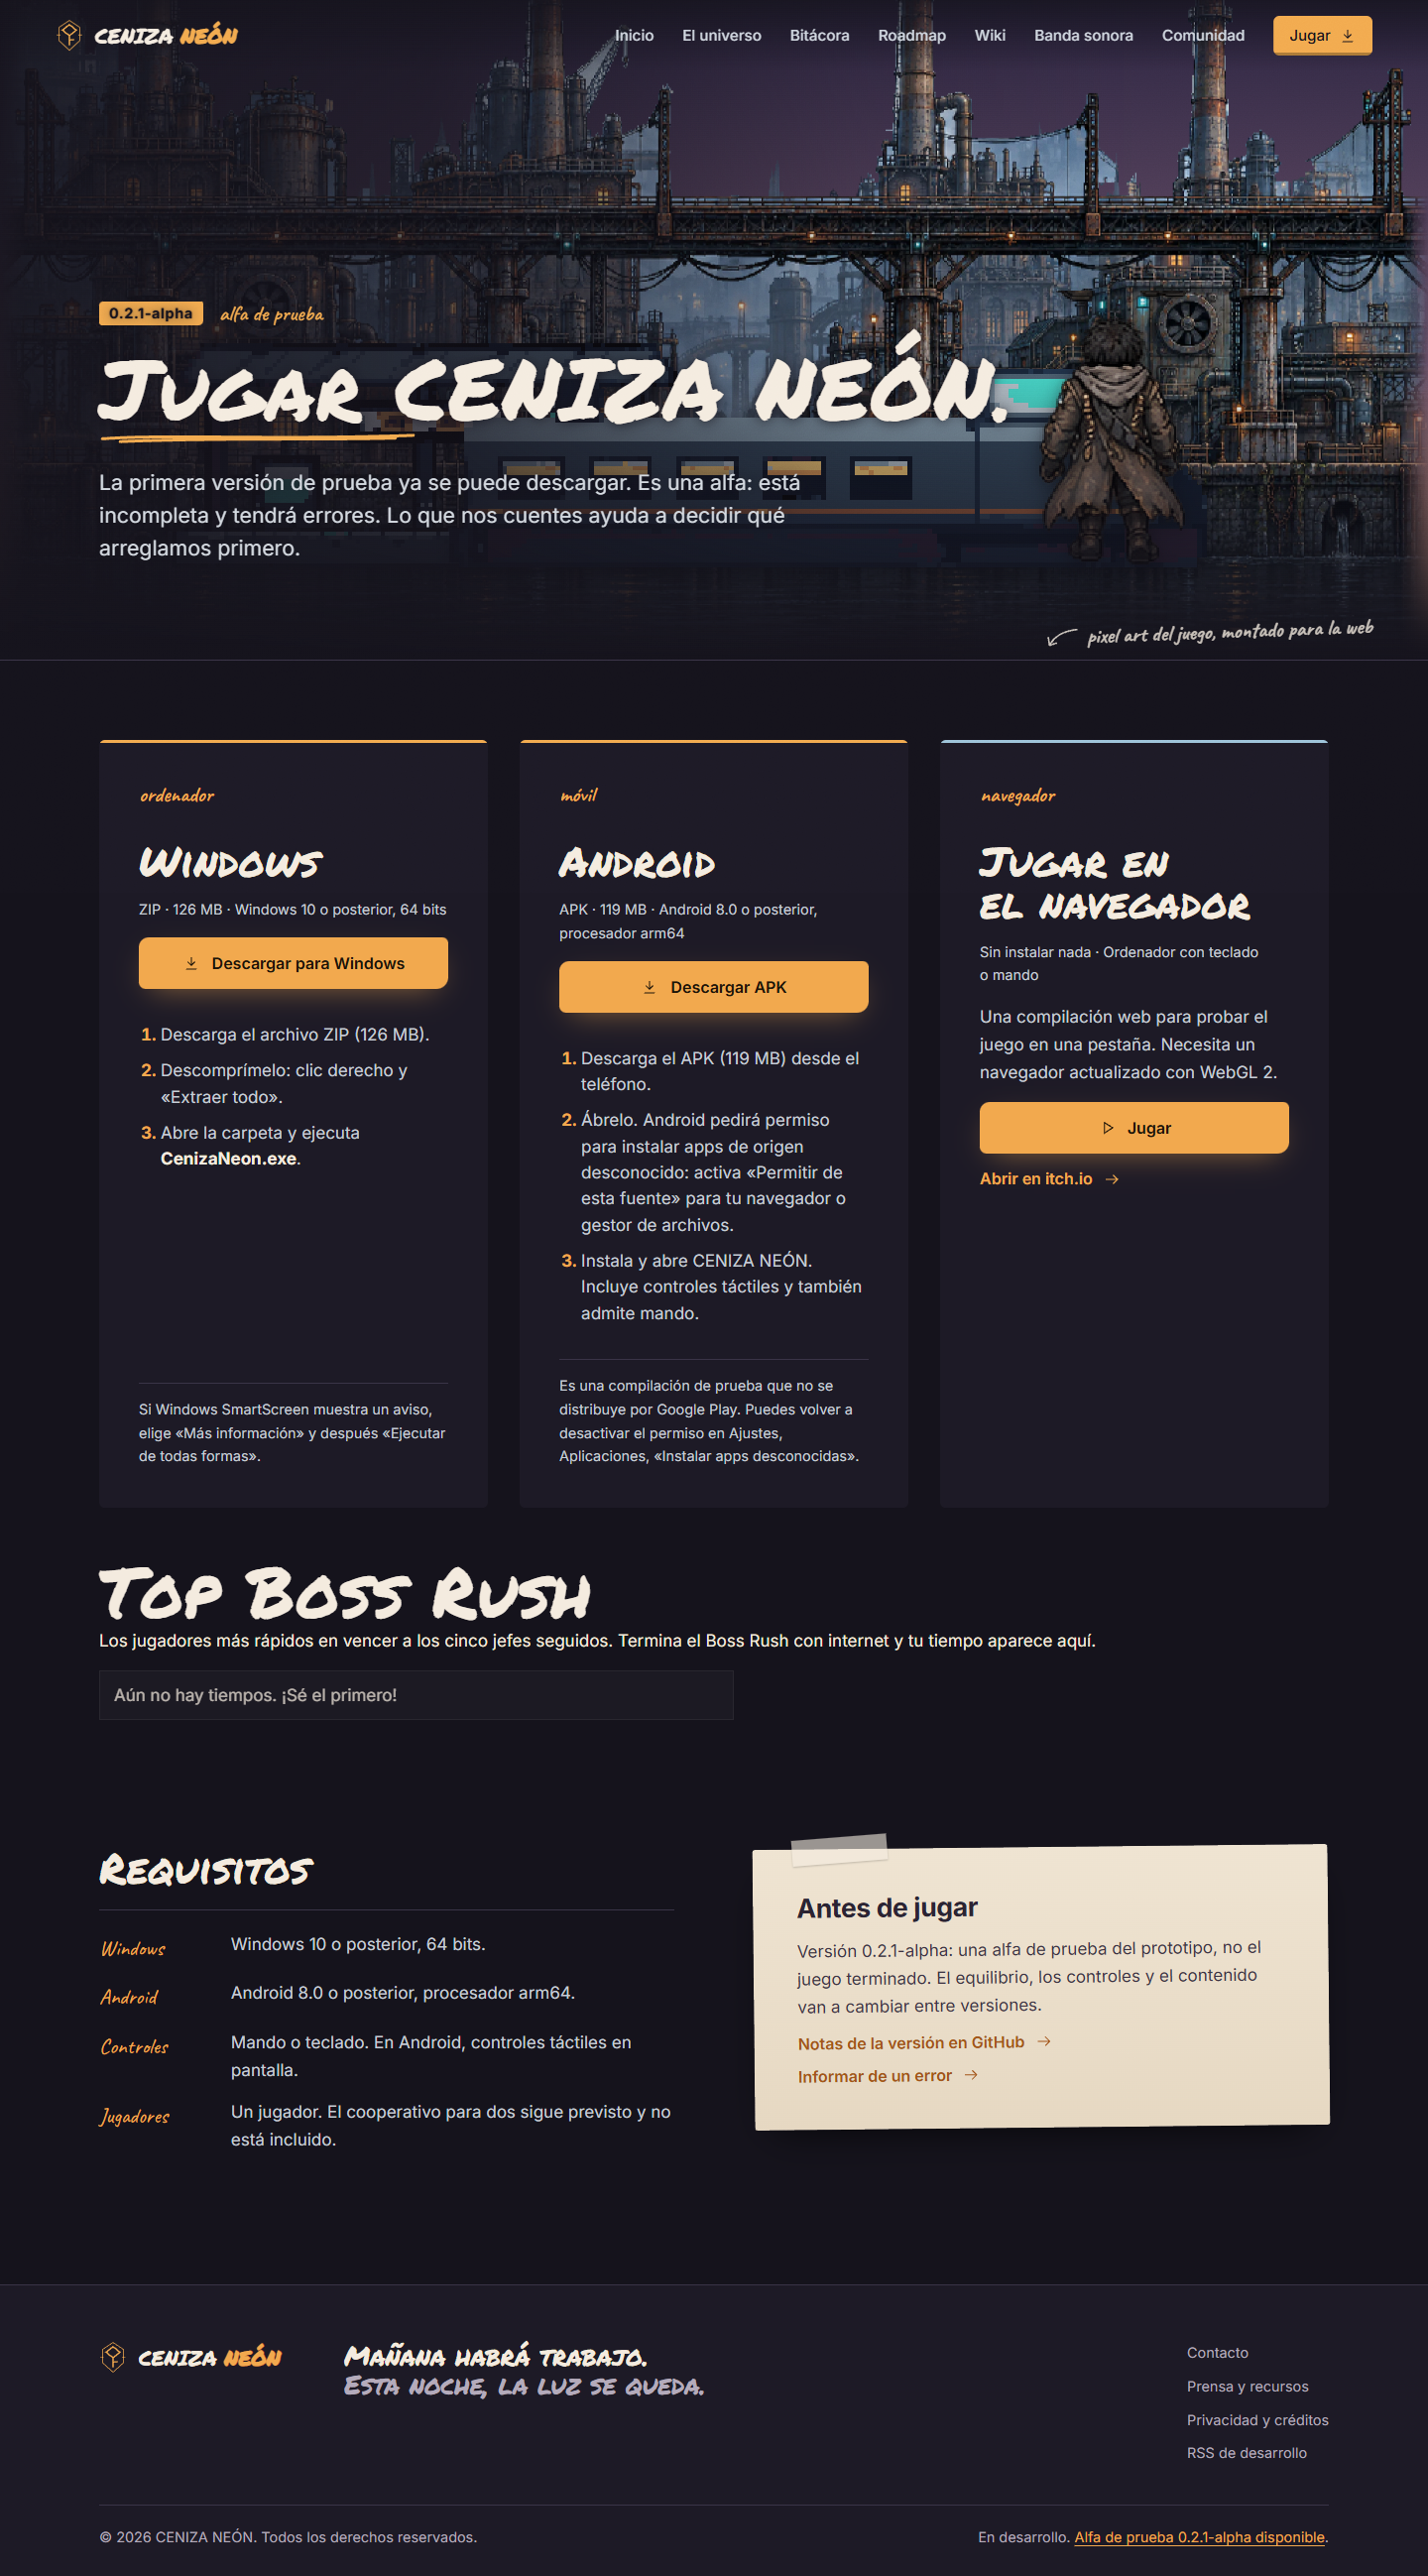 CENIZA NEÓN
Inicio El universo Bitácora Roadmap Wiki Banda sonora Comunidad Jugar
0.2.1-alpha alfa de prueba
JUGAR CENIZA NEÓN.
La primera versión de prueba ya se puede descargar. Es una alfa: está
incompleta y tendrá errores. Lo que nos cuentes ayuda a decidir qué
arreglamos primero.
pixel art del juego, montado para la web
ordenador
WINDOWS
ZIP · 126 MB · Windows 10 o posterior, 64 bits
Descargar para Windows
1. Descarga el archivo ZIP (126 MB).
2. Descomprímelo: clic derecho y
«Extraer todo».
3. Abre la carpeta y ejecuta
CenizaNeon.exe.
Si Windows SmartScreen muestra un aviso,
elige «Más información» y después «Ejecutar
de todas formas».
móvil
ANDROID
APK · 119 MB · Android 8.0 o posterior,
procesador arm64
Descargar APK
1. Descarga el APK (119 MB) desde el
teléfono.
2. Ábrelo. Android pedirá permiso
para instalar apps de origen
desconocido: activa «Permitir de
esta fuente» para tu navegador o
gestor de archivos.
3. Instala y abre CENIZA NEÓN.
Incluye controles táctiles y también
admite mando.
Es una compilación de prueba que no se
distribuye por Google Play. Puedes volver a
desactivar el permiso en Ajustes,
Aplicaciones, «Instalar apps desconocidas».
navegador
JUGAR EN
EL NAVEGADOR
Sin instalar nada · Ordenador con teclado
o mando
Una compilación web para probar el
juego en una pestaña. Necesita un
navegador actualizado con WebGL 2.
Jugar
Abrir en itch.io
TOP BOSS RUSH
Los jugadores más rápidos en vencer a los cinco jefes seguidos. Termina el Boss Rush con internet y tu tiempo aparece aquí.
Aún no hay tiempos. ¡Sé el primero!
REQUISITOS
Windows Windows 10 o posterior, 64 bits.
Android Android 8.0 o posterior, procesador arm64.
Controles Mando o teclado. En Android, controles táctiles en
pantalla.
Jugadores Un jugador. El cooperativo para dos sigue previsto y no
está incluido.
Antes de jugar
Versión 0.2.1-alpha: una alfa de prueba del prototipo, no el
juego terminado. El equilibrio, los controles y el contenido
van a cambiar entre versiones.
Notas de la versión en GitHub
Informar de un error
CENIZA NEÓN
MAÑANA HABRÁ TRABAJO.
ESTA NOCHE, LA LUZ SE QUEDA.
Contacto
Prensa y recursos
Privacidad y créditos
RSS de desarrollo
© 2026 CENIZA NEÓN. Todos los derechos reservados.
En desarrollo. Alfa de prueba 0.2.1-alpha disponible.